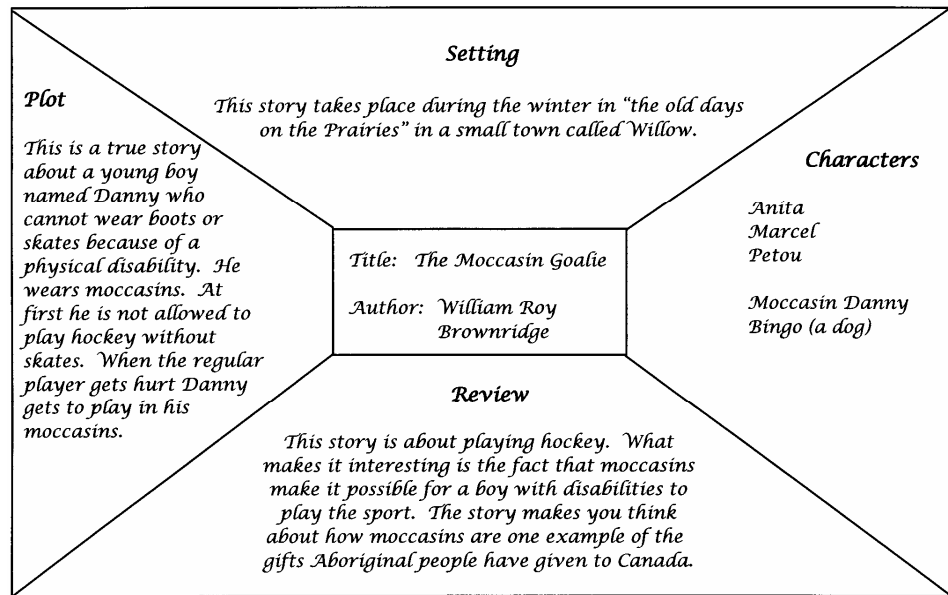 Setting
This story takes place during the winter in “the old days
on the Prairies” in a small town called Willow.
Plot
This is a true story
about a young boy
named Danny who
cannot wear boots or
skates because of a
physical disability. He
wears moccasins. At
first he is not allowed to
play hockey without
skates. When the regular
player gets hurt Danny
gets to play in his
moccasins.
Title: The Moccasin Goalie
Author: William Roy
Brownridge
Characters
Anita
Marcel
Petou
Moccasin Danny
Bingo (a dog)
Review
This story is about playing hockey. What
makes it interesting is the fact that moccasins
make it possible for a boy with disabilities to
play the sport. The story makes you think
about how moccasins are one example of the
gifts Aboriginal people have given to Canada.